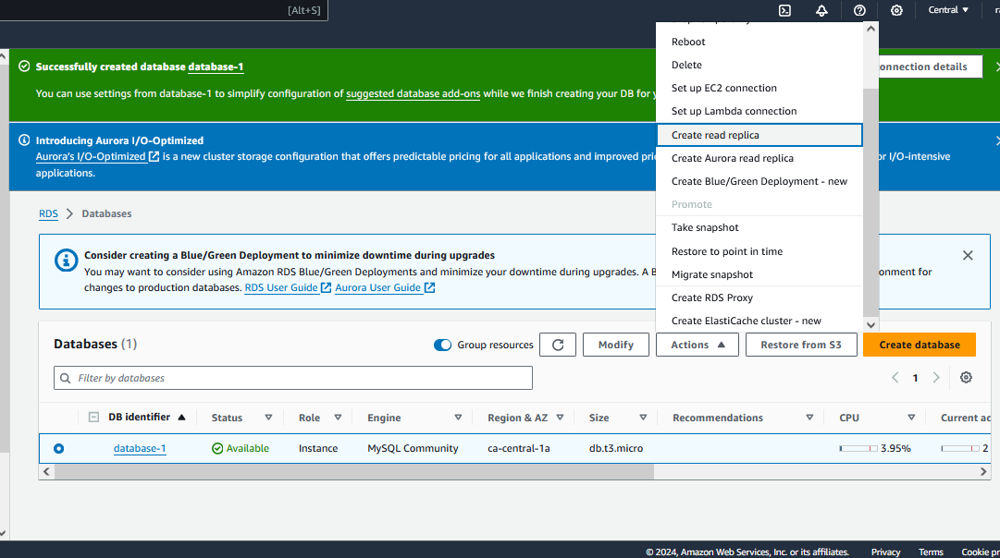 [Alt+S]
Central ▼
Successfully created database database-1
onnection details
You can use settings from database-1 to simplify configuration of suggested database add-ons while we finish creating your DB for
Introducing Aurora I/O-Optimized
Aurora's I/O-Optimized is a new cluster storage configuration that offers predictable pricing for all applications and improved
or I/O-intensive
applications.
Reboot
Delete
Set up EC2 connection
Set up Lambda connection
Create read replica
Create Aurora read replica
Create Blue/Green Deployment - new
Promote
Take snapshot
Restore to point in time
Migrate snapshot
Create RDS Proxy
Create ElastiCache cluster - new
RDS > Databases
Consider creating a Blue/Green Deployment to minimize downtime during upgrades
You may want to consider using Amazon RDS Blue/Green Deployments and minimize your downtime during upgrades. A B
onment for
changes to production databases. RDS User Guide Aurora User Guide
Databases (1)
Group resources
Modify
Actions ▲
Restore from S3
Create database
Filter by databases
1
DB identifier ▲ Status Role Engine Region & AZ Size Recommendations CPU Current ac
database-1 Available Instance MySQL Community ca-central-1a db.t3.micro 3.95% 2
© 2024, Amazon Web Services, Inc. or its affiliates. Privacy Terms Cookie pr